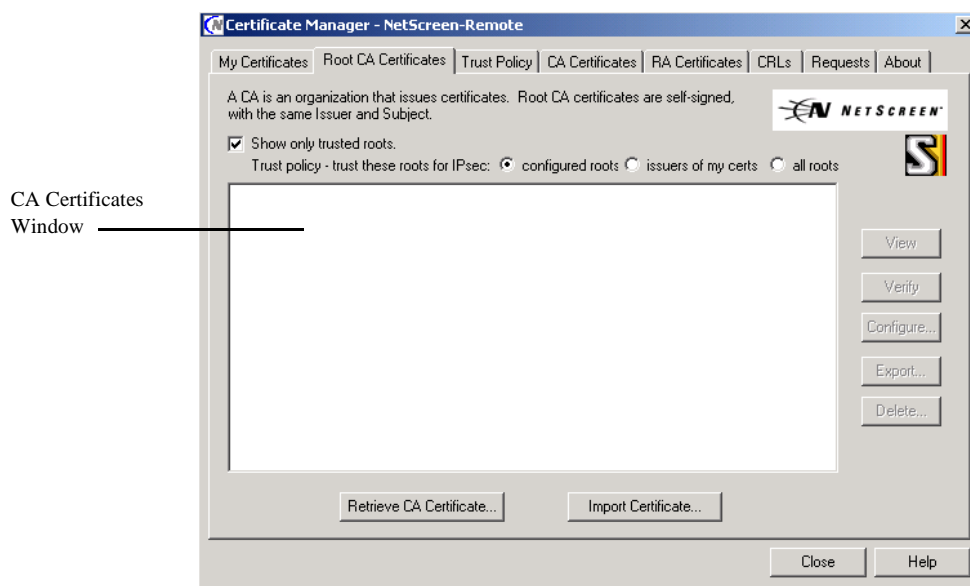 Certificate Manager - NetScreen-Remote
My Certificates Root CA Certificates Trust Policy CA Certificates RA Certificates CRLs Requests About
A CA is an organization that issues certificates. Root CA certificates are self-signed,
with the same Issuer and Subject.
NETSCREEN
Show only trusted roots.
Trust policy - trust these roots for IPsec: configured roots issuers of my certs all roots
CA Certificates
Window
View
Verify
Configure...
Export...
Delete...
Retrieve CA Certificate... Import Certificate...
Close Help